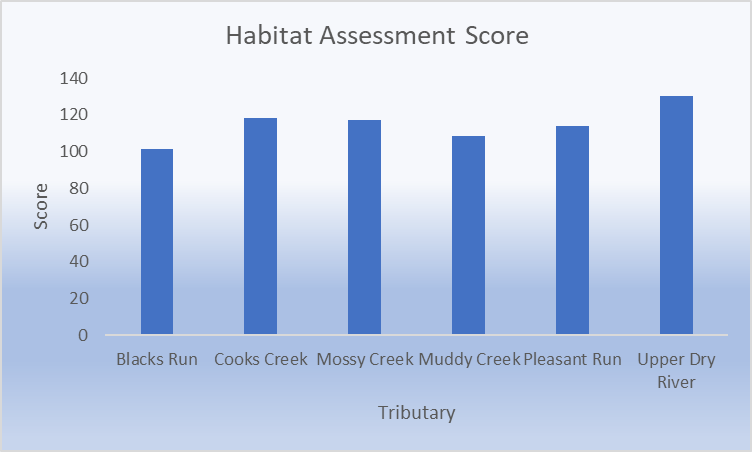 Habitat Assessment Score
140
120
100
80
60
40
20
0
Score
Blacks Run Cooks Creek Mossy Creek Muddy Creek Pleasant Run Upper Dry
River
Tributary